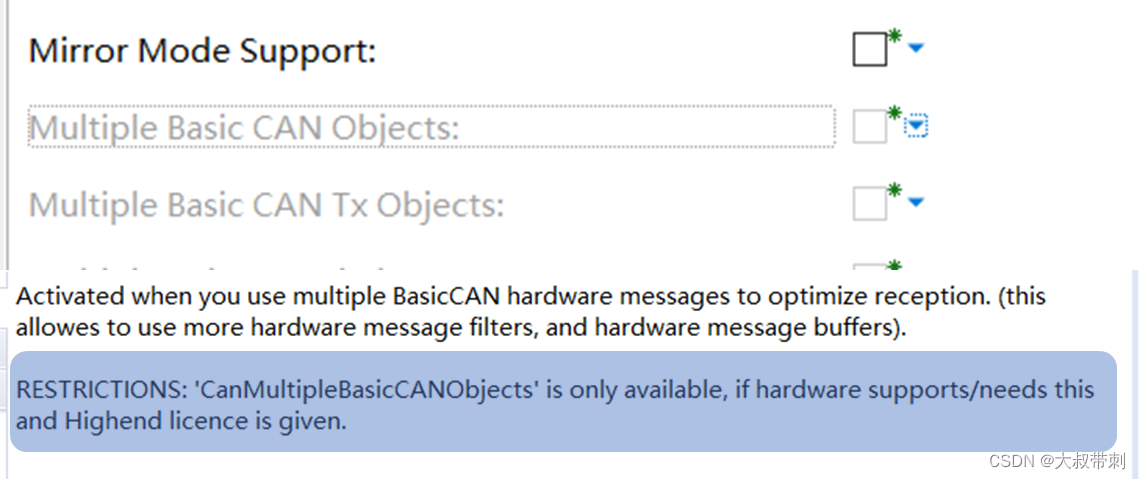 Mirror Mode Support:
Multiple Basic CAN Objects:
Multiple Basic CAN Tx Objects:
Activated when you use multiple BasicCAN hardware messages to optimize reception. (this
allowes to use more hardware message filters, and hardware message buffers).
RESTRICTIONS: 'CanMultipleBasicCANObjects' is only available, if hardware supports/needs this
and Highend licence is given.
CSDN @大叔带刺